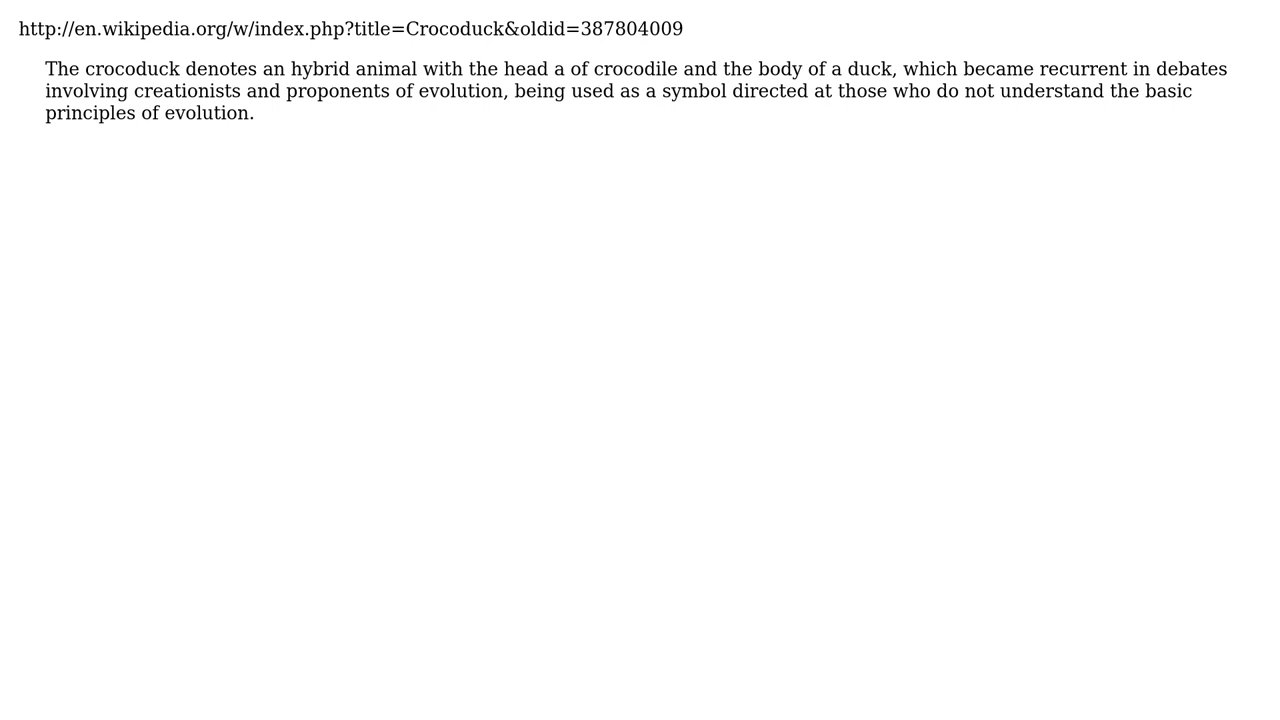 http://en.wikipedia.org/w/index.php?title=Crocoduck&oldid=387804009
The crocoduck denotes an hybrid animal with the head a of crocodile and the body of a duck, which became recurrent in debates
involving creationists and proponents of evolution, being used as a symbol directed at those who do not understand the basic
principles of evolution.